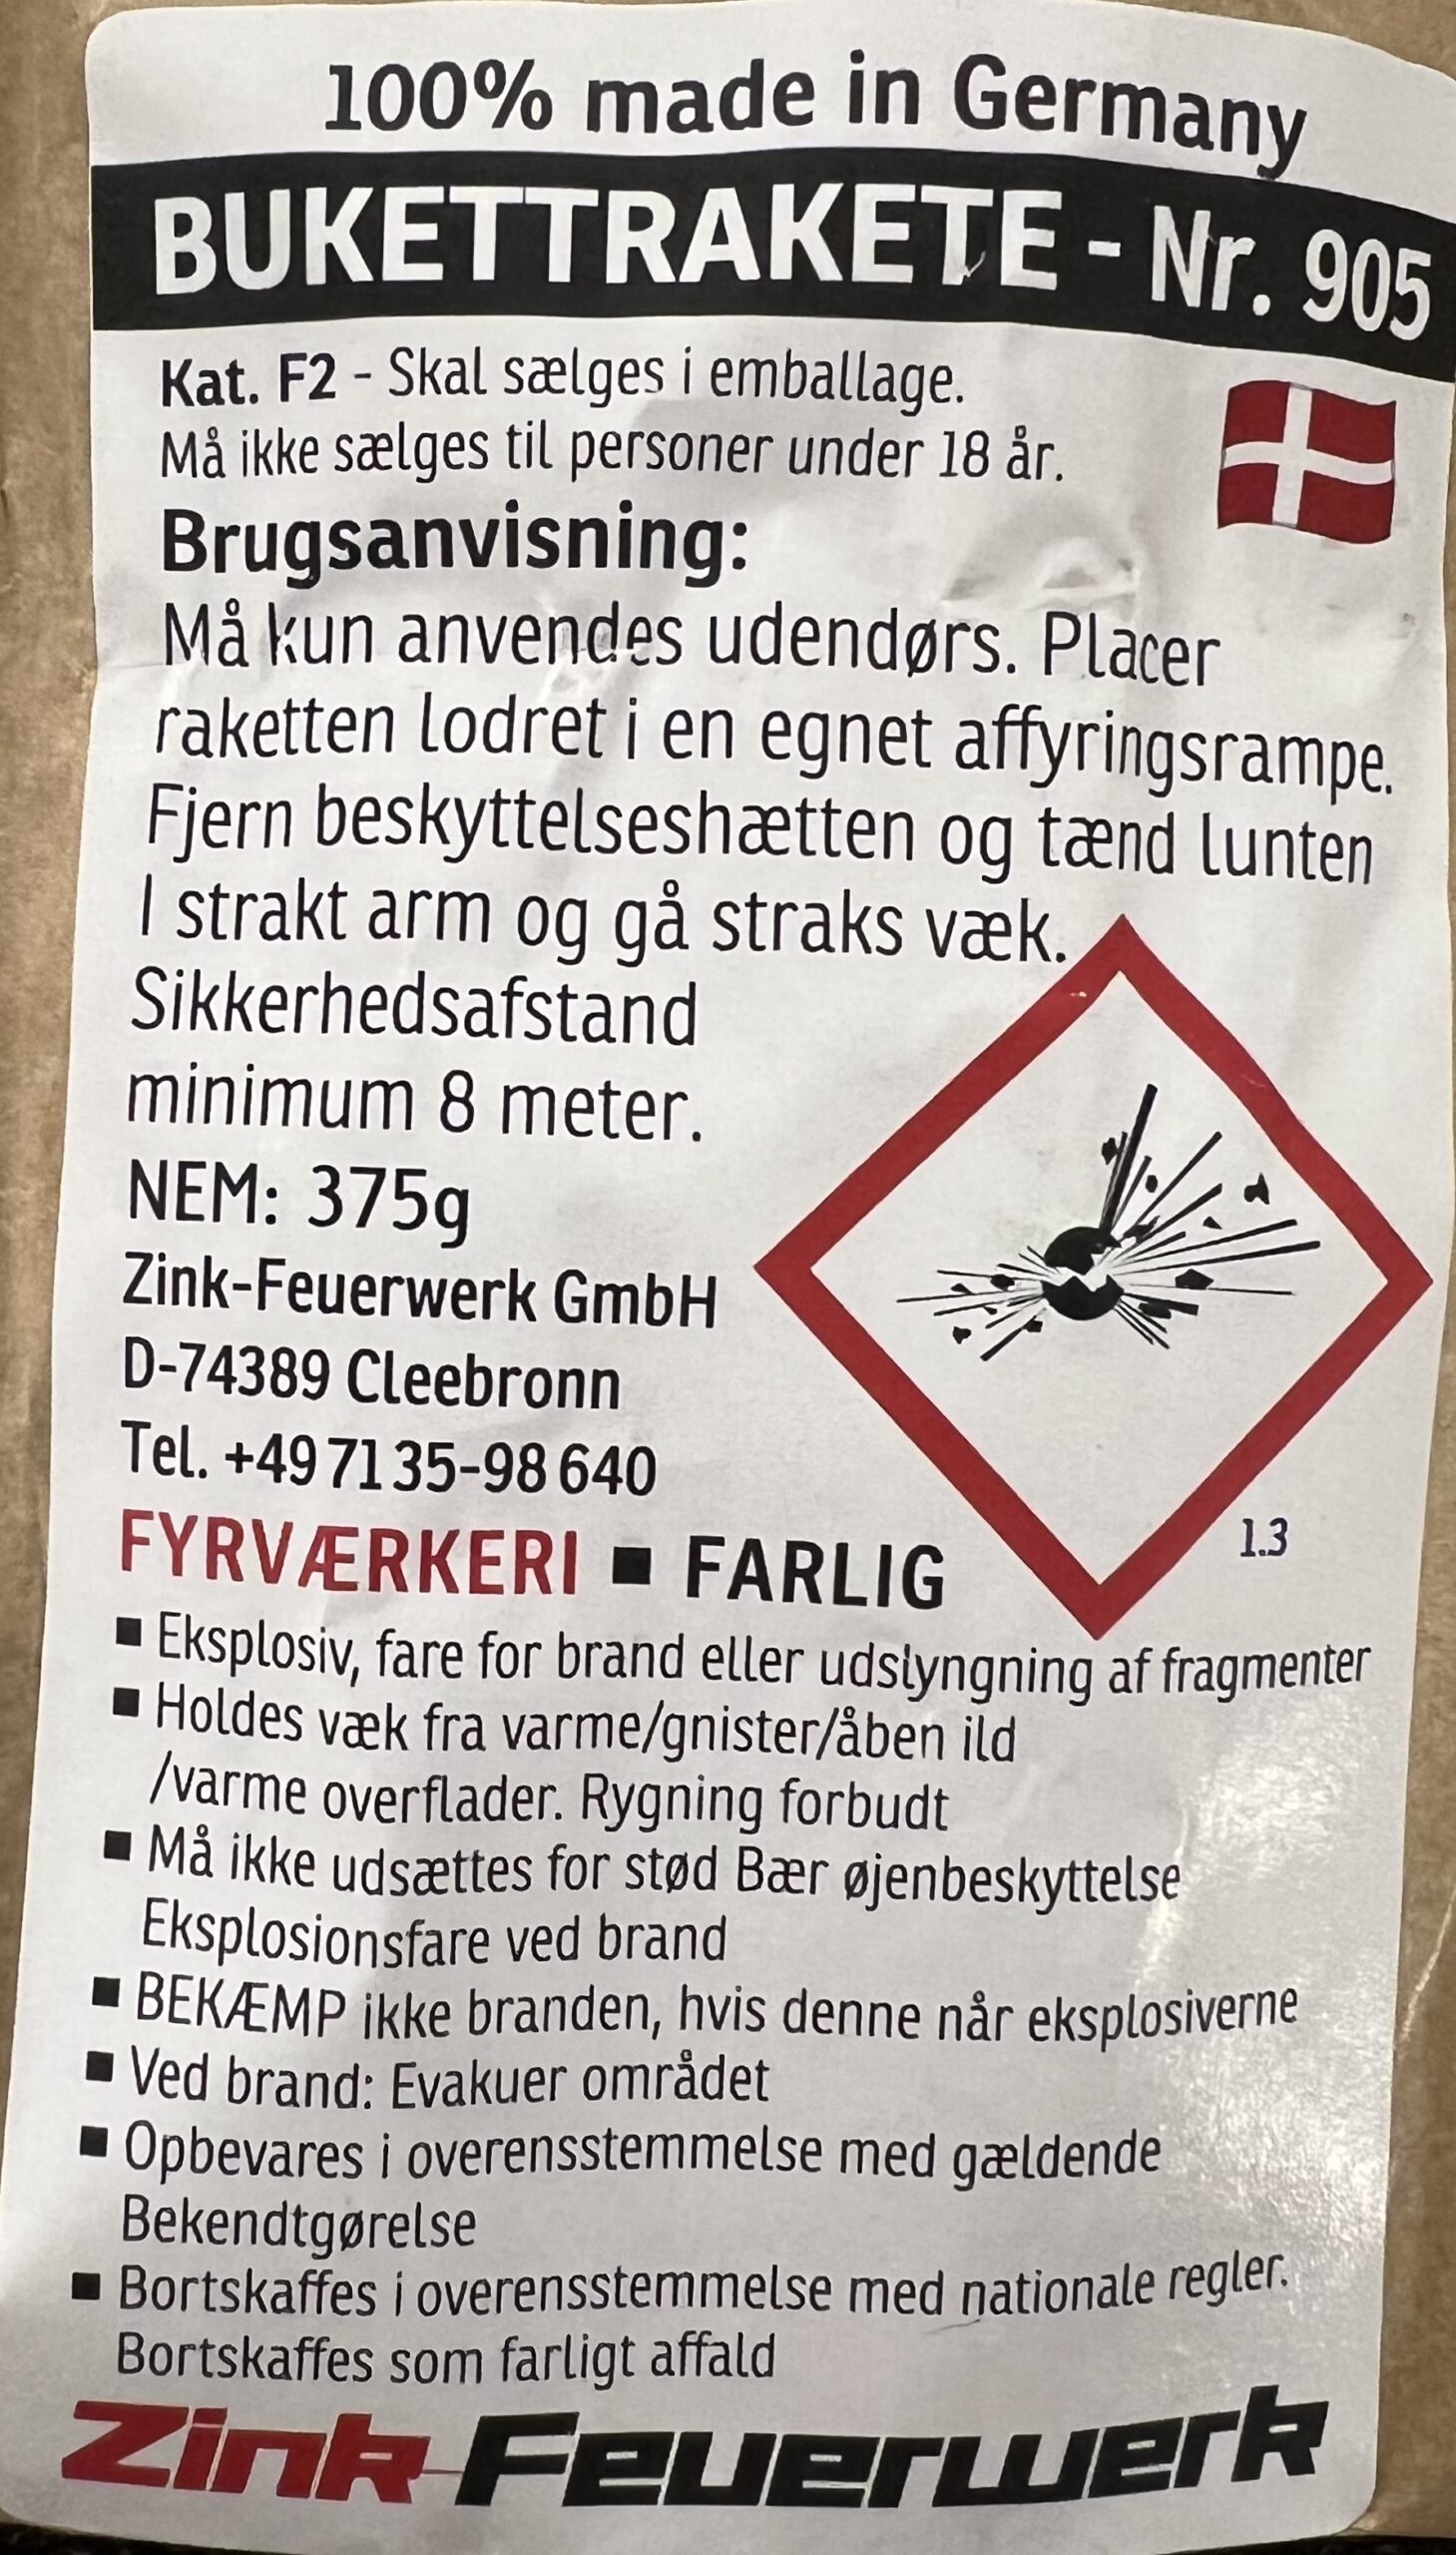 100% made in Germany
BUKETTRAKETE - Nr. 905
Kat. F2 - Skal sælges i emballage.
Må ikke sælges til personer under 18 år.
Brugsanvisning:
Må kun anvendes udendørs. Placer
raketten lodret i en egnet affyringsrampe.
Fjern beskyttelseshætten og tænd lunten
I strakt arm og gå straks væk.
Sikkerhedsafstand
minimum 8 meter.
NEM: 375g
Zink-Feuerwerk GmbH
D-74389 Cleebronn
Tel. +49 71 35-98 640
1.3
FYRVÆRKERI ▪ FARLIG
▪ Eksplosiv, fare for brand eller udslyngning af fragmenter
▪ Holdes væk fra varme/gnister/åben ild
/varme overflader. Rygning forbudt
▪ Må ikke udsættes for stød Bær øjenbeskyttelse
Eksplosionsfare ved brand
▪ BEKÆMP ikke branden, hvis denne når eksplosiverne
▪ Ved brand: Evakuer området
▪ Opbevares i overensstemmelse med gældende
Bekendtgørelse
▪ Bortskaffes i overensstemmelse med nationale regler.
Bortskaffes som farligt affald
Zink-Feuerwerk